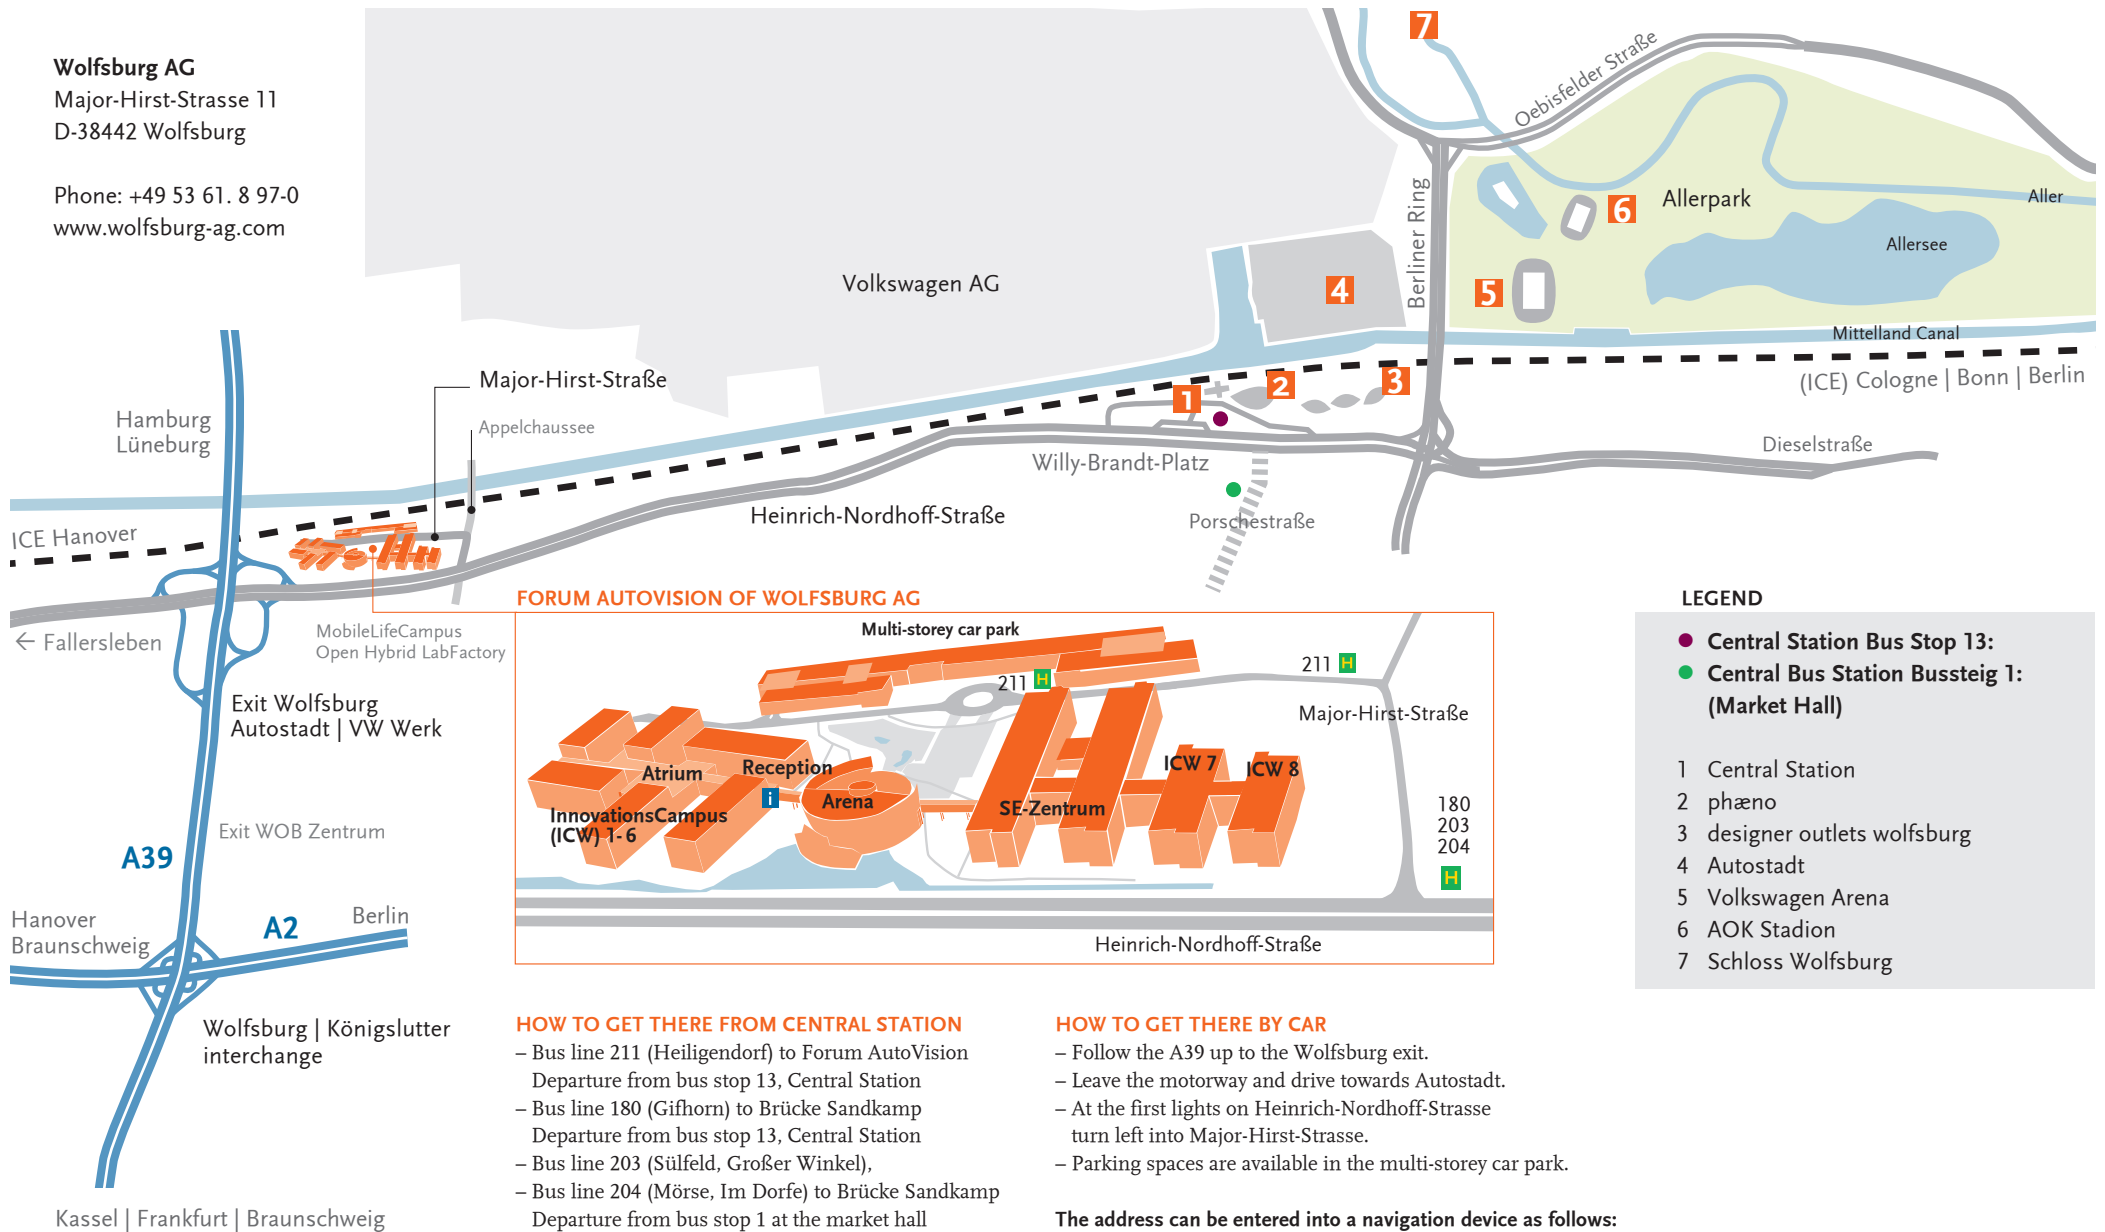 Wolfsburg AG
Major-Hirst-Strasse 11
D-38442 Wolfsburg
Phone: +49 53 61. 8 97-0
www.wolfsburg-ag.com
7
Oebisfelder Straße
Berliner Ring
6
Allerpark
Aller
Allersee
Volkswagen AG
4
5
Mittelland Canal
(ICE) Cologne | Bonn | Berlin
Major-Hirst-Straße
Appelchaussee
1
2
3
Hamburg
Lüneburg
Willy-Brandt-Platz
Dieselstraße
Heinrich-Nordhoff-Straße
Porschestraße
ICE Hanover
← Fallersleben
MobileLifeCampus
Open Hybrid LabFactory
Exit Wolfsburg
Autostadt | VW Werk
Exit WOB Zentrum
A39
A2
Berlin
Hanover
Braunschweig
Wolfsburg | Königslutter
interchange
Kassel | Frankfurt | Braunschweig
FORUM AUTOVISION OF WOLFSBURG AG
Multi-storey car park
211 H
211 H
Major-Hirst-Straße
Atrium
Reception
i
Arena
InnovationsCampus
(ICW) 1-6
SE-Zentrum
ICW 7
ICW 8
180
203
204
H
Heinrich-Nordhoff-Straße
LEGEND
Central Station Bus Stop 13:
Central Bus Station Bussteig 1:
(Market Hall)
1 Central Station
2 phæno
3 designer outlets wolfsburg
4 Autostadt
5 Volkswagen Arena
6 AOK Stadion
7 Schloss Wolfsburg
HOW TO GET THERE FROM CENTRAL STATION
– Bus line 211 (Heiligendorf) to Forum AutoVision
Departure from bus stop 13, Central Station
– Bus line 180 (Gifhorn) to Brücke Sandkamp
Departure from bus stop 13, Central Station
– Bus line 203 (Sülfeld, Großer Winkel),
– Bus line 204 (Mörse, Im Dorfe) to Brücke Sandkamp
Departure from bus stop 1 at the market hall
HOW TO GET THERE BY CAR
– Follow the A39 up to the Wolfsburg exit.
– Leave the motorway and drive towards Autostadt.
– At the first lights on Heinrich-Nordhoff-Strasse
turn left into Major-Hirst-Strasse.
– Parking spaces are available in the multi-storey car park.
The address can be entered into a navigation device as follows: